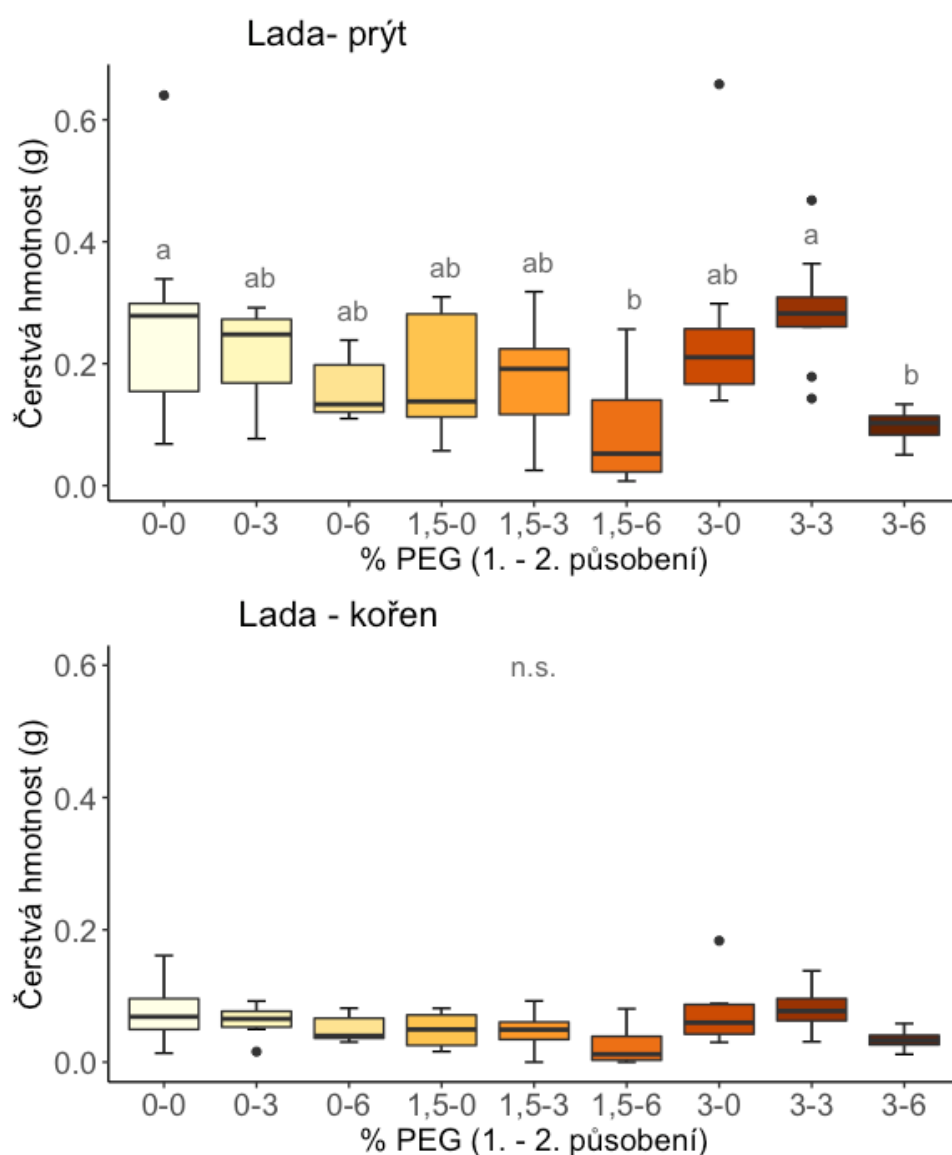 Lada- prýt
Čerstvá hmotnost (g)
0.6
0.4
0.2
0.0
a
ab
ab
ab
ab
b
ab
a
b
0-0 0-3 0-6 1,5-0 1,5-3 1,5-6 3-0 3-3 3-6
% PEG (1. - 2. působení)
Lada - kořen
Čerstvá hmotnost (g)
0.6
0.4
0.2
0.0
n.s.
0-0 0-3 0-6 1,5-0 1,5-3 1,5-6 3-0 3-3 3-6
% PEG (1. - 2. působení)